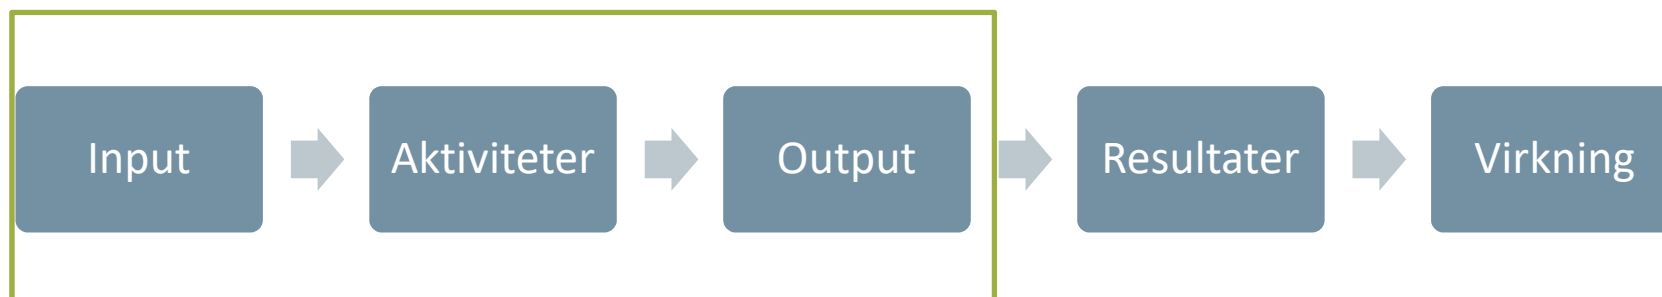 Input
Aktiviteter
Output
Resultater
Virkning